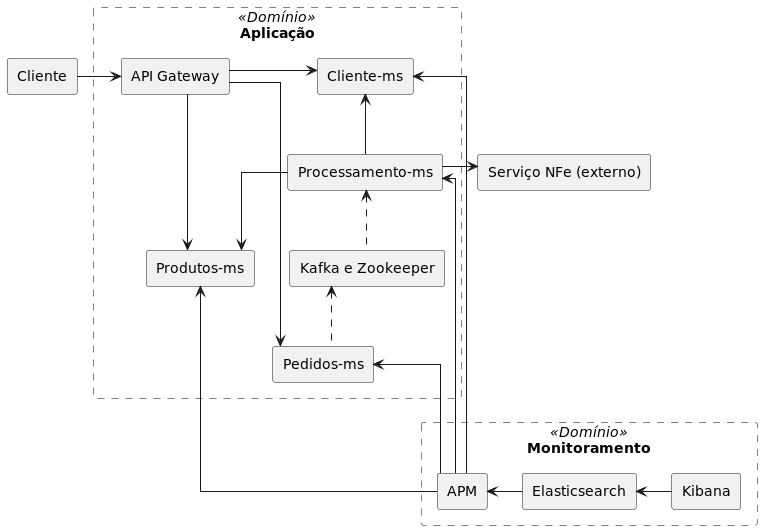 «Domínio»
Aplicação
Cliente
API Gateway
Cliente-ms
Processamento-ms
Serviço NFe (externo)
Produtos-ms
Kafka e Zookeeper
Pedidos-ms
«Domínio»
Monitoramento
APM
Elasticsearch
Kibana